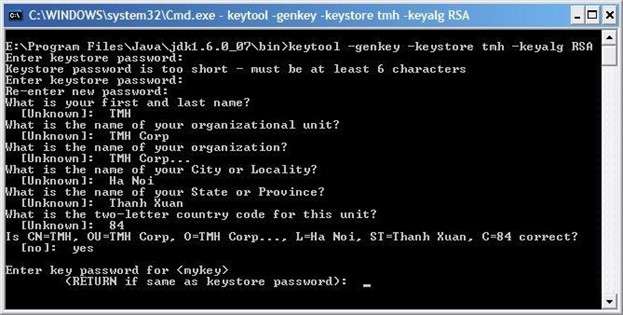 C:\WINDOWS\system32\Cmd.exe - keytool -genkey -keystore tmh -keyalg RSA
E:\Program Files\Java\jdk1.6.0_07\bin>keytool -genkey -keystore tmh -keyalg RSA
Enter keystore password:
Keystore password is too short - must be at least 6 characters
Enter keystore password:
Re-enter new password:
What is your first and last name?
[Unknown]:  TMH
What is the name of your organizational unit?
[Unknown]:  TMH Corp
What is the name of your organization?
[Unknown]:  TMH Corp...
What is the name of your City or Locality?
[Unknown]:  Ha Noi
What is the name of your State or Province?
[Unknown]:  Thanh Xuan
What is the two-letter country code for this unit?
[Unknown]:  84
Is CN=TMH, OU=TMH Corp, O=TMH Corp..., L=Ha Noi, ST=Thanh Xuan, C=84 correct?
[no]:  yes
Enter key password for <mykey>
(RETURN if same as keystore password):  _